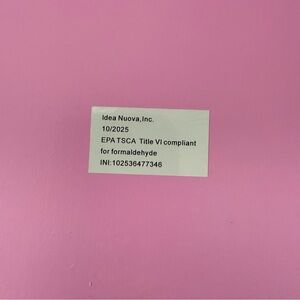 Idea Nuova,Inc.
10/2025
EPA TSCA Title VI compliant
for formaldehyde
INI:102536477346